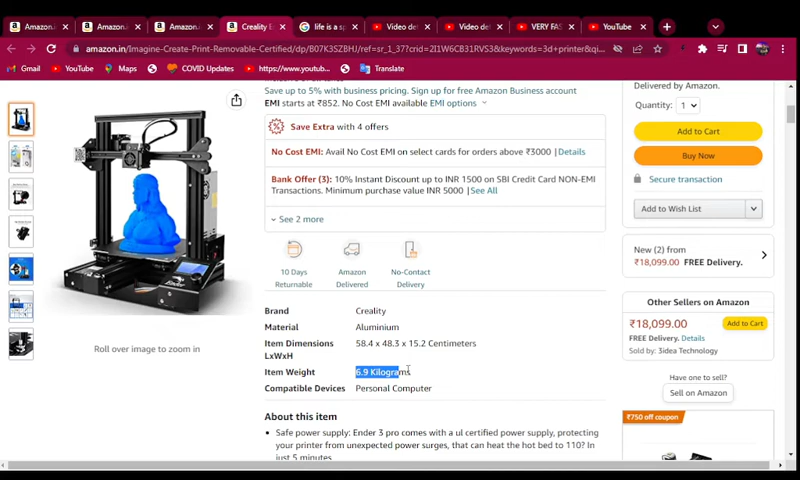 Amazon.
Amazon.
Amazon.
Creality E
life is a sp
Video det
Video det
VERY FAS
YouTube
amazon.in/Imagine-Create-Print-Removable-Certified/dp/B07K3SZBHJ/ref=sr_1_37?crid=2I1W6CB31RVS3&keywords=3d+printer&qi...
Gmail
YouTube
Maps
COVID Updates
https://www.youtub...
Translate
Save up to 5% with business pricing. Sign up for free Amazon Business account
EMI starts at ₹852. No Cost EMI available EMI options
Save Extra with 4 offers
No Cost EMI: Avail No Cost EMI on select cards for orders above ₹3000 | Details
Bank Offer (3): 10% Instant Discount up to INR 1500 on SBI Credit Card NON-EMI
Transactions. Minimum purchase value INR 5000 | See All
See 2 more
10 Days
Returnable
Amazon
Delivered
No-Contact
Delivery
Brand Creality
Material Aluminium
Item Dimensions 58.4 x 48.3 x 15.2 Centimeters
LxWxH
Item Weight 6.9 Kilograms
Compatible Devices Personal Computer
About this item
• Safe power supply: Ender 3 pro comes with a ul certified power supply, protecting
your printer from unexpected power surges, that can heat the hot bed to 110? In
just 5 minutes
Roll over image to zoom in
Delivered by Amazon.
Quantity: 1
Add to Cart
Buy Now
Secure transaction
Add to Wish List
New (2) from
₹18,099.00 FREE Delivery.
Other Sellers on Amazon
₹18,099.00 Add to Cart
FREE Delivery. Details
Sold by: 3idea Technology
Have one to sell?
Sell on Amazon
₹750 off coupon